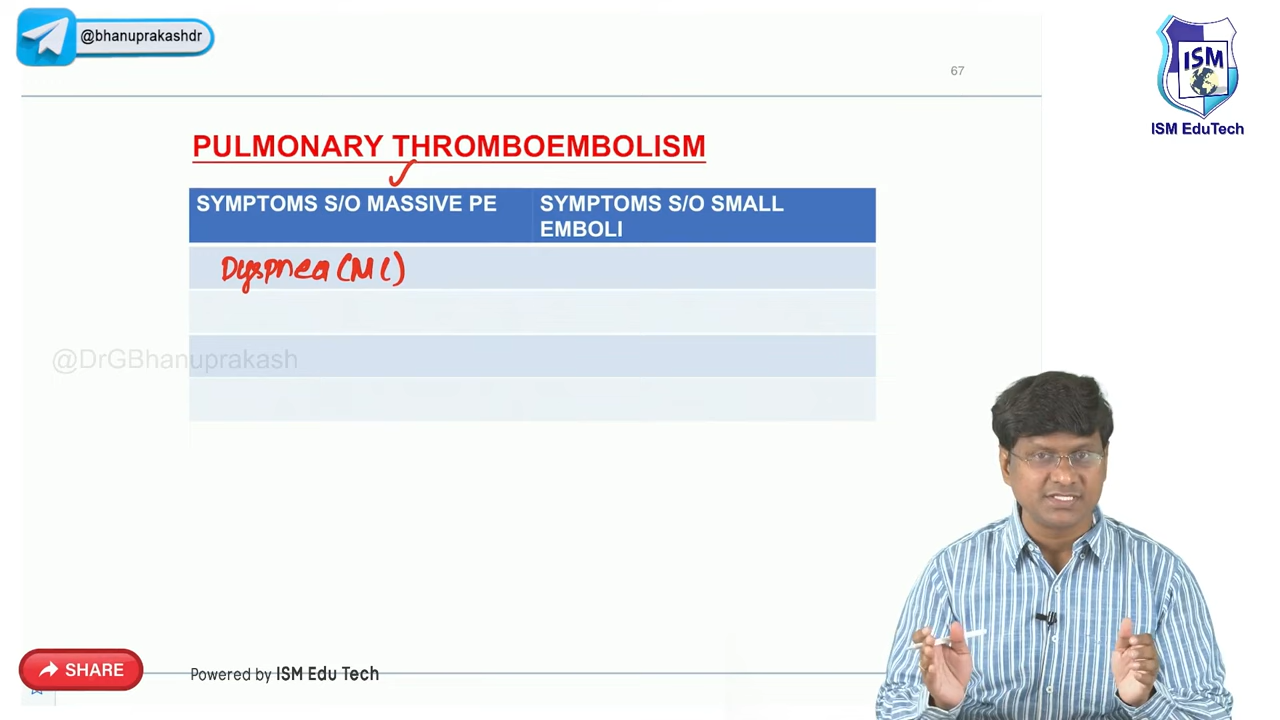 @bhanuprakashdr
67
ISM
ISM EduTech
PULMONARY THROMBOEMBOLISM
SYMPTOMS S/O MASSIVE PE
SYMPTOMS S/O SMALL
EMBOLI
Dyspnea (MC)
@DrGBhanuprakash
SHARE
Powered by ISM Edu Tech